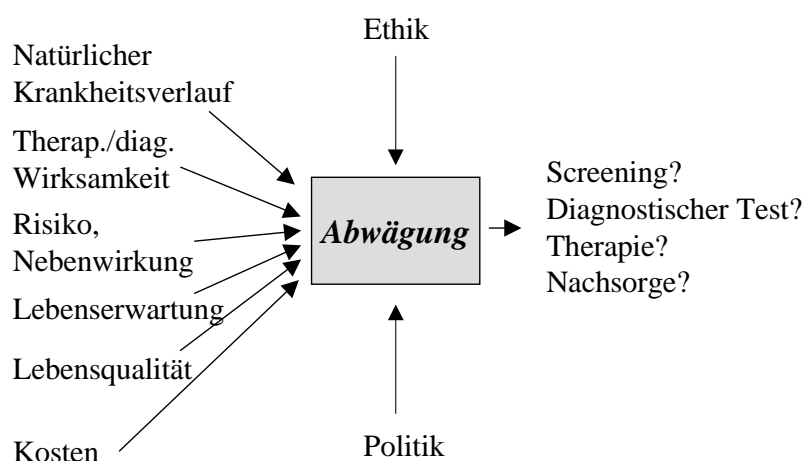 Ethik
Natürlicher
Krankheitsverlauf
Therap./diag.
Wirksamkeit
Risiko,
Nebenwirkung
Lebenserwartung
Lebensqualität
Kosten
Abwägung
Screening?
Diagnostischer Test?
Therapie?
Nachsorge?
Politik